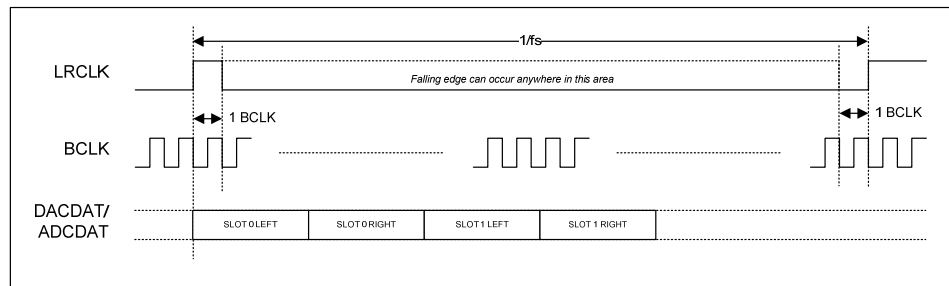 1/fs
LRCLK
Falling edge can occur anywhere in this area
1 BCLK
1 BCLK
BCLK
DACDAT/
ADCDAT
SLOT 0 LEFT
SLOT 0 RIGHT
SLOT 1 LEFT
SLOT 1 RIGHT